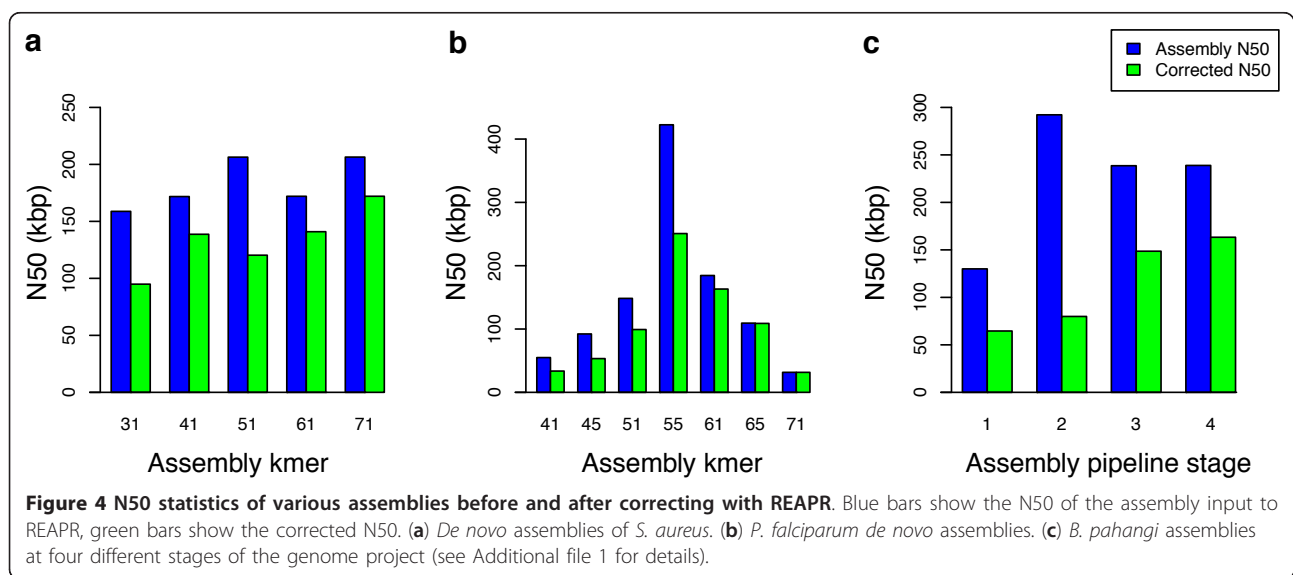 a
b
c
Assembly N50
Corrected N50
N50 (kbp)
250
200
150
100
50
0
31 41 51 61 71
Assembly kmer
N50 (kbp)
400
300
200
100
0
41 45 51 55 61 65 71
Assembly kmer
N50 (kbp)
300
250
200
150
100
50
0
1 2 3 4
Assembly pipeline stage
Figure 4 N50 statistics of various assemblies before and after correcting with REAPR. Blue bars show the N50 of the assembly input to
REAPR, green bars show the corrected N50. (a) De novo assemblies of S. aureus. (b) P. falciparum de novo assemblies. (c) B. pahangi assemblies
at four different stages of the genome project (see Additional file 1 for details).